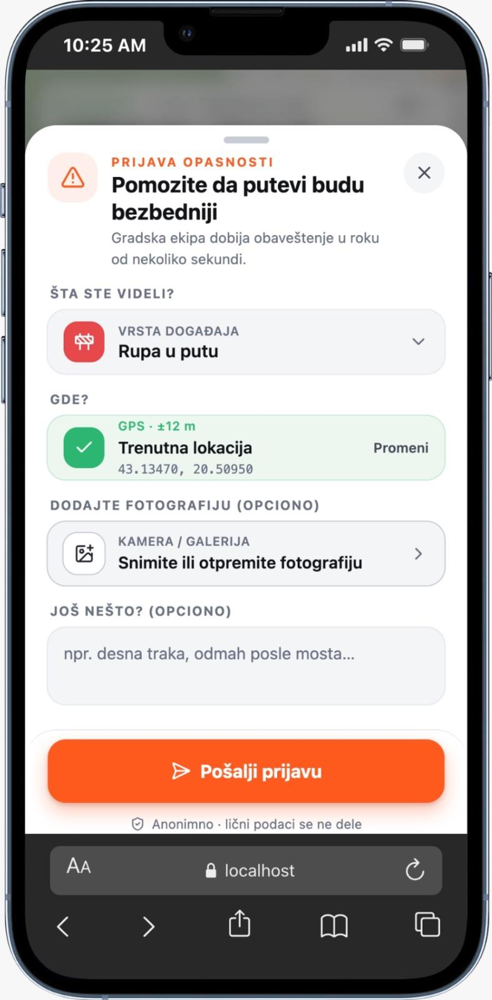 10:25 AM
PRIJAVA OPASNOSTI
Pomozite da putevi budu
bezbedniji
Gradska ekipa dobija obaveštenje u roku
od nekoliko sekundi.
ŠTA STE VIDELI?
VRSTA DOGAĐAJA
Rupa u putu
GDE?
GPS · ±12 m
Trenutna lokacija
Promeni
43.13470, 20.50950
DODAJTE FOTOGRAFIJU (OPCIONO)
KAMERA / GALERIJA
Snimite ili otpremite fotografiju
JOŠ NEŠTO? (OPCIONO)
npr. desna traka, odmah posle mosta...
Pošalji prijavu
Anonimno · lični podaci se ne dele
AA
localhost